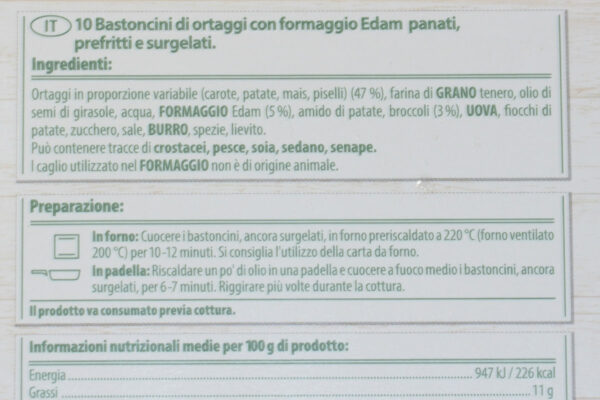 IT 10 Bastoncini di ortaggi con formaggio Edam panati,
prefritti e surgelati.
Ingredienti:
Ortaggi in proporzione variabile (carote, patate, mais, piselli) (47 %), farina di GRANO tenero, olio di
semi di girasole, acqua, FORMAGGIO Edam (5 %), amido di patate, broccoli (3 %), UOVA, fiocchi di
patate, zucchero, sale, BURRO, spezie, lievito.
Può contenere tracce di crostacei, pesce, soia, sedano, senape.
I caglio utilizzato nel FORMAGGIO non è di origine animale.
Preparazione:
In forno: Cuocere i bastoncini, ancora surgelati, in forno preriscaldato a 220 °C (forno ventilato
200 °C) per 10-12 minuti. Si consiglia l'utilizzo della carta da forno.
In padella: Riscaldare un po' di olio in una padella e cuocere a fuoco medio i bastoncini, ancora
surgelati, per 6-7 minuti. Riggirare più volte durante la cottura.
Il prodotto va consumato previa cottura.
Informazioni nutrizionali medie per 100 g di prodotto:
Energia ........ 947 kJ / 226 kcal
Grassi ........ 11 g